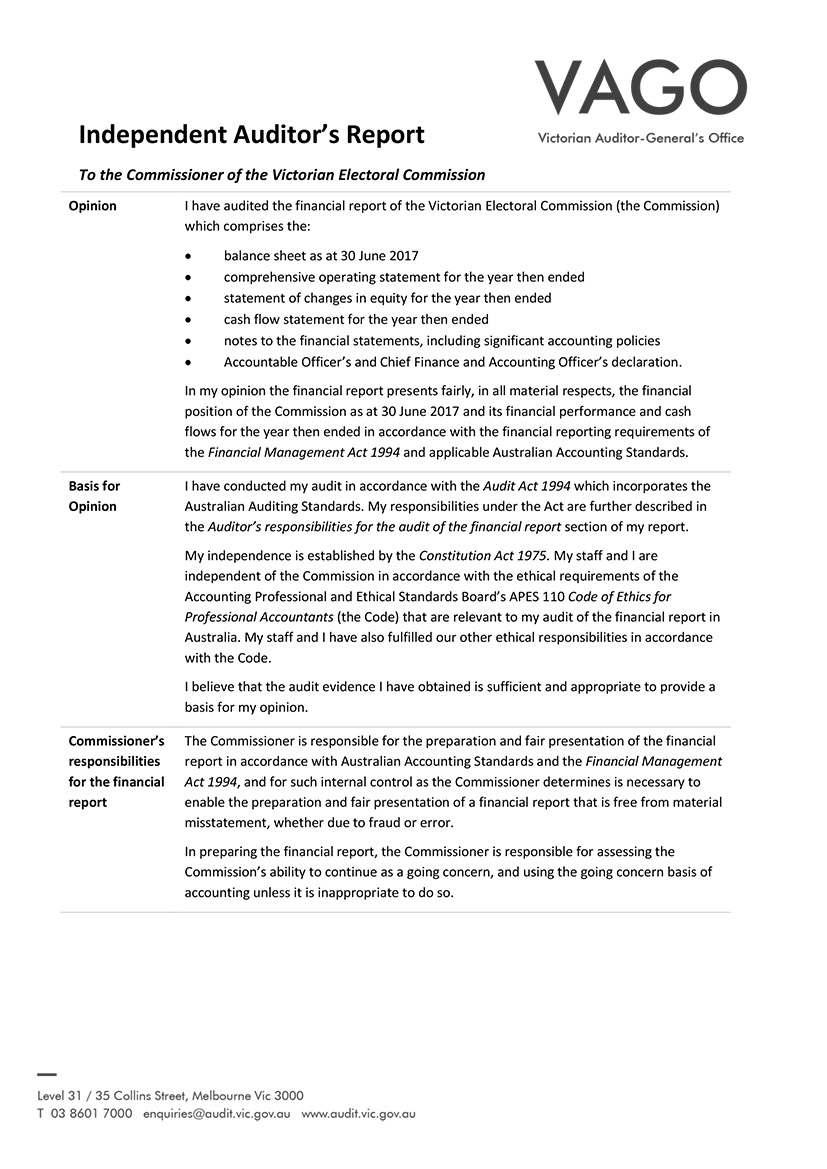 VAGO
Victorian Auditor-General's Office
Independent Auditor's Report
To the Commissioner of the Victorian Electoral Commission
Opinion
I have audited the financial report of the Victorian Electoral Commission (the Commission)
which comprises the:
• balance sheet as at 30 June 2017
• comprehensive operating statement for the year then ended
• statement of changes in equity for the year then ended
• cash flow statement for the year then ended
• notes to the financial statements, including significant accounting policies
• Accountable Officer's and Chief Finance and Accounting Officer's declaration.
In my opinion the financial report presents fairly, in all material respects, the financial
position of the Commission as at 30 June 2017 and its financial performance and cash
flows for the year then ended in accordance with the financial reporting requirements of
the Financial Management Act 1994 and applicable Australian Accounting Standards.
Basis for
Opinion
I have conducted my audit in accordance with the Audit Act 1994 which incorporates the
Australian Auditing Standards. My responsibilities under the Act are further described in
the Auditor's responsibilities for the audit of the financial report section of my report.
My independence is established by the Constitution Act 1975. My staff and I are
independent of the Commission in accordance with the ethical requirements of the
Accounting Professional and Ethical Standards Board's APES 110 Code of Ethics for
Professional Accountants (the Code) that are relevant to my audit of the financial report in
Australia. My staff and I have also fulfilled our other ethical responsibilities in accordance
with the Code.
I believe that the audit evidence I have obtained is sufficient and appropriate to provide a
basis for my opinion.
Commissioner's
responsibilities
for the financial
report
The Commissioner is responsible for the preparation and fair presentation of the financial
report in accordance with Australian Accounting Standards and the Financial Management
Act 1994, and for such internal control as the Commissioner determines is necessary to
enable the preparation and fair presentation of a financial report that is free from material
misstatement, whether due to fraud or error.
In preparing the financial report, the Commissioner is responsible for assessing the
Commission's ability to continue as a going concern, and using the going concern basis of
accounting unless it is inappropriate to do so.
Level 31 / 35 Collins Street, Melbourne Vic 3000
T 03 8601 7000 enquiries@audit.vic.gov.au www.audit.vic.gov.au